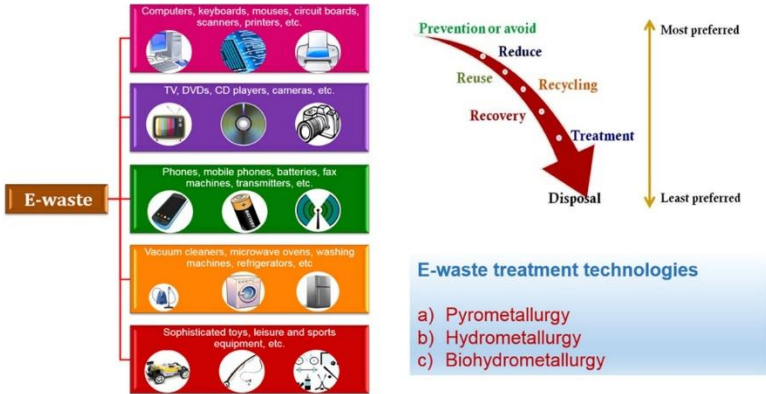 Computers, keyboards, mouses, circuit boards,
scanners, printers, etc.
TV, DVDs, CD players, cameras, etc.
Phones, mobile phones, batteries, fax
machines, transmitters, etc.
E-waste
Vacuum cleaners, microwave ovens, washing
machines, refrigerators, etc
Sophisticated toys, leisure and sports
equipment, etc.
Prevention or avoid
Reduce
Reuse
Recycling
Recovery
Treatment
Disposal
Most preferred
Least preferred
E-waste treatment technologies
a) Pyrometallurgy
b) Hydrometallurgy
c) Biohydrometallurgy